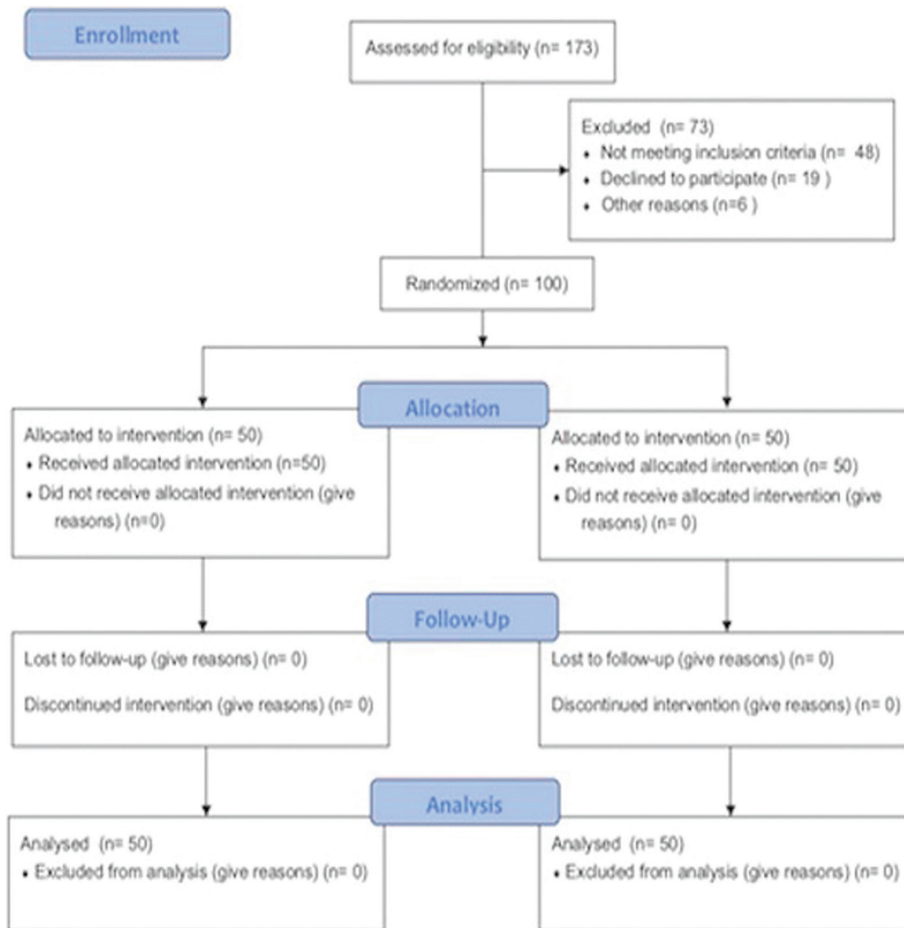 Enrollment
Assessed for eligibility (n= 173)
Excluded (n= 73)
♦ Not meeting inclusion criteria (n= 48)
♦ Declined to participate (n= 19 )
♦ Other reasons (n=6 )
Randomized (n= 100)
Allocation
Allocated to intervention (n= 50)
♦ Received allocated intervention (n=50)
♦ Did not receive allocated intervention (give
reasons) (n=0)
Allocated to intervention (n= 50)
♦ Received allocated intervention (n= 50)
♦ Did not receive allocated intervention (give
reasons) (n= 0)
Follow-Up
Lost to follow-up (give reasons) (n= 0)
Discontinued intervention (give reasons) (n= 0)
Lost to follow-up (give reasons) (n= 0)
Discontinued intervention (give reasons) (n= 0)
Analysis
Analysed (n= 50)
♦ Excluded from analysis (give reasons) (n= 0)
Analysed (n= 50)
♦ Excluded from analysis (give reasons) (n= 0)